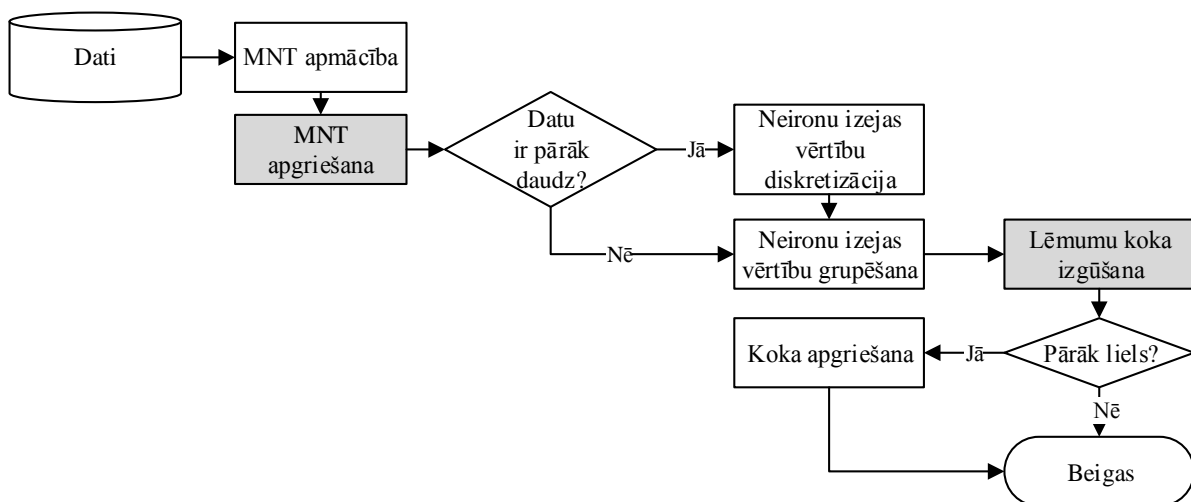 Dati
MNT apmācība
MNT
apgriešana
Datu
ir pārāk
daudz?
Jā
Neironu izejas
vērtību
diskretizācija
Nē
Neironu izejas
vērtību grupēšana
Lēmumu koka
izgūšana
Koka apgriešana
Jā
Pārāk liels?
Nē
Beigas